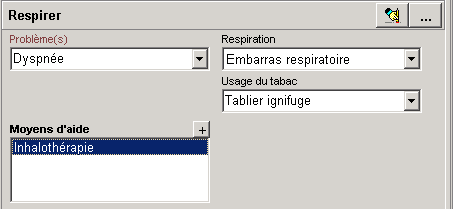 Respirer
...
Problème(s)
Dyspnée
Respiration
Embarras respiratoire
Usage du tabac
Tablier ignifuge
Moyens d'aide
+
Inhalothérapie